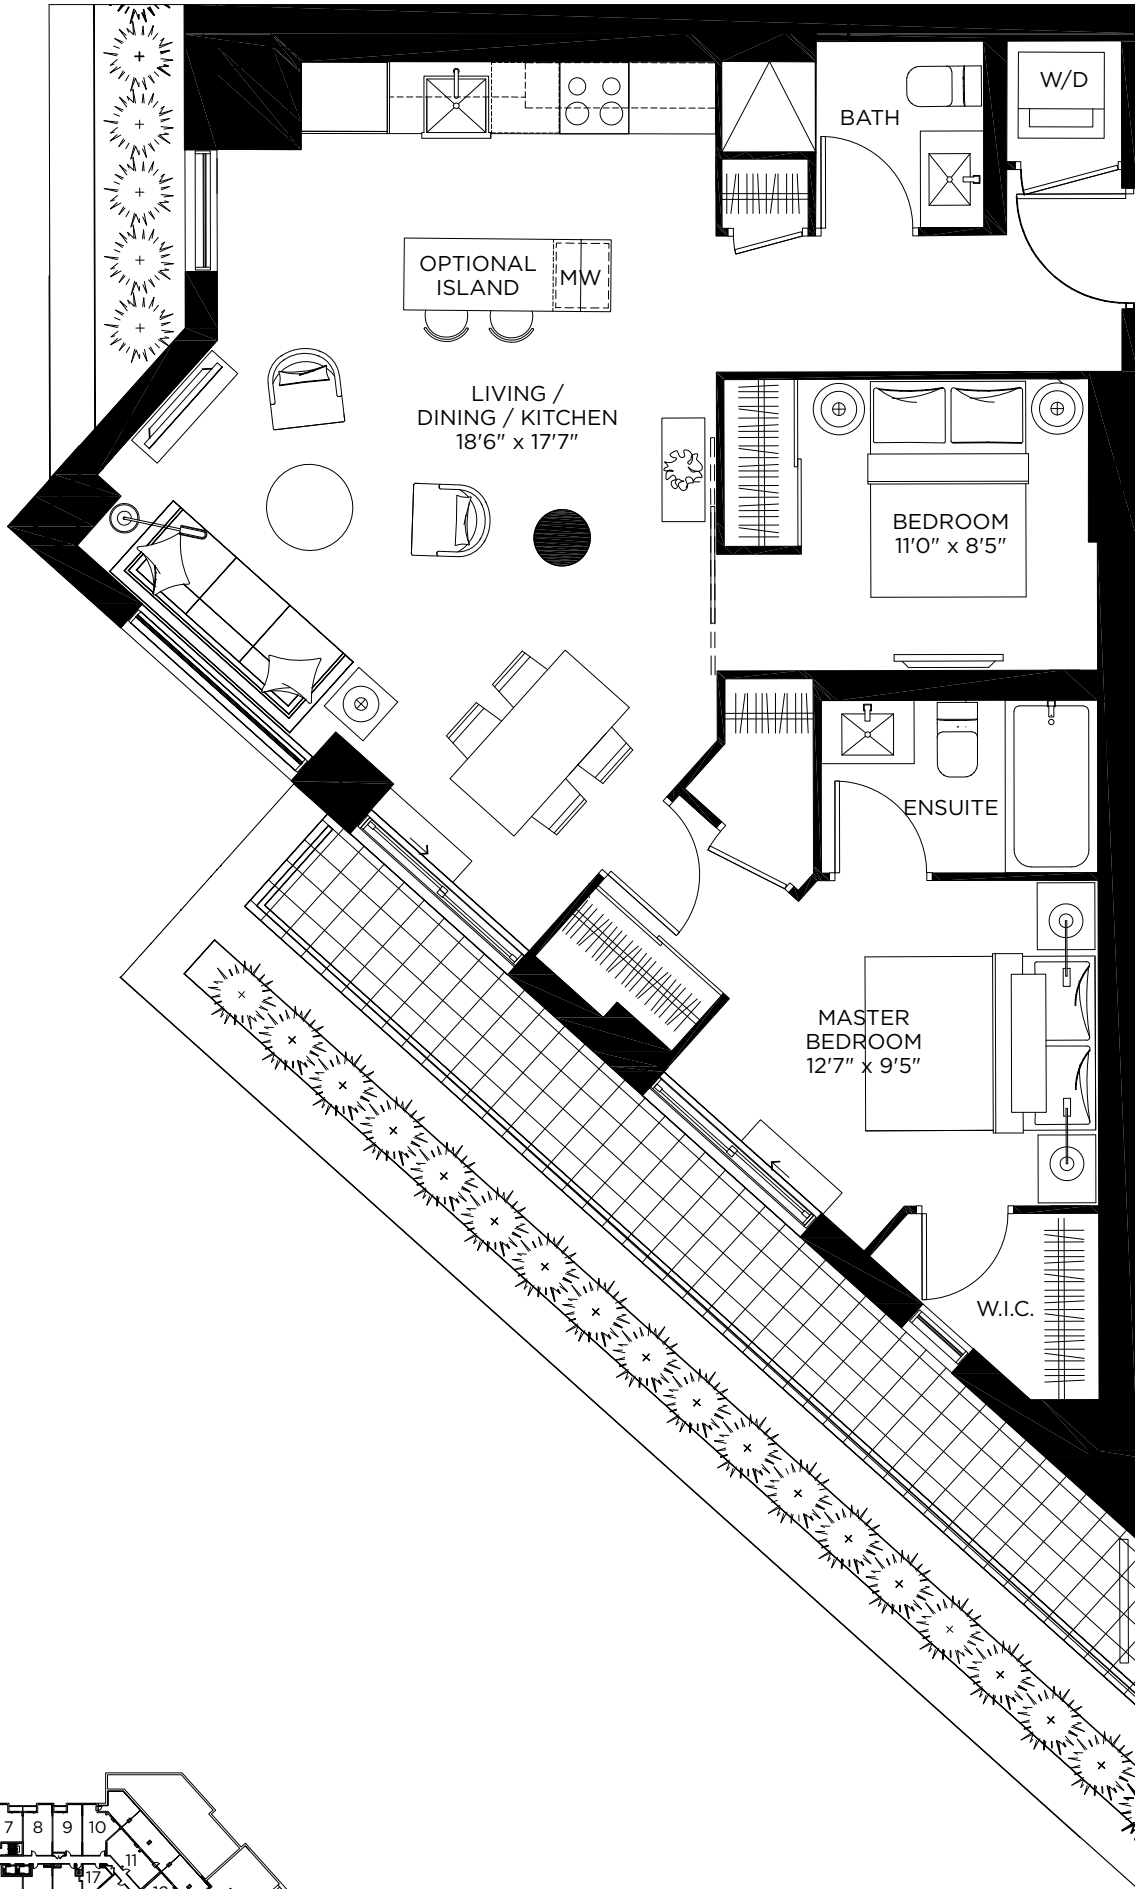 W/D
BATH
OPTIONAL
ISLAND
MW
LIVING /
DINING / KITCHEN
18'6" x 17'7"
BEDROOM
11'0" x 8'5"
ENSUITE
MASTER
BEDROOM
12'7" x 9'5"
W.I.C.
7 8 9 10
11
17